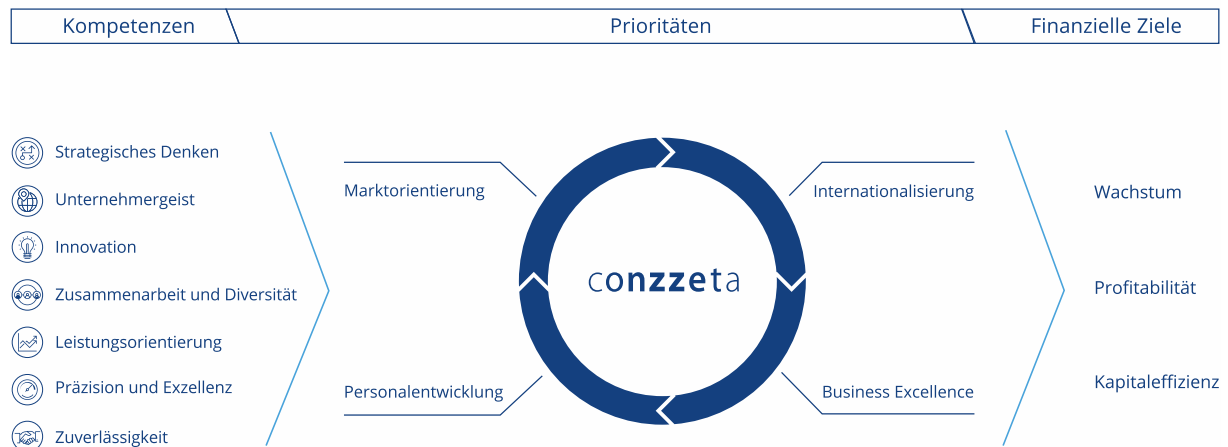 Kompetenzen
Prioritäten
Finanzielle Ziele
Strategisches Denken
Unternehmergeist
Innovation
Zusammenarbeit und Diversität
Leistungsorientierung
Präzision und Exzellenz
Zuverlässigkeit
Marktorientierung
Internationalisierung
conzzeta
Personalentwicklung
Business Excellence
Wachstum
Profitabilität
Kapitaleffizienz